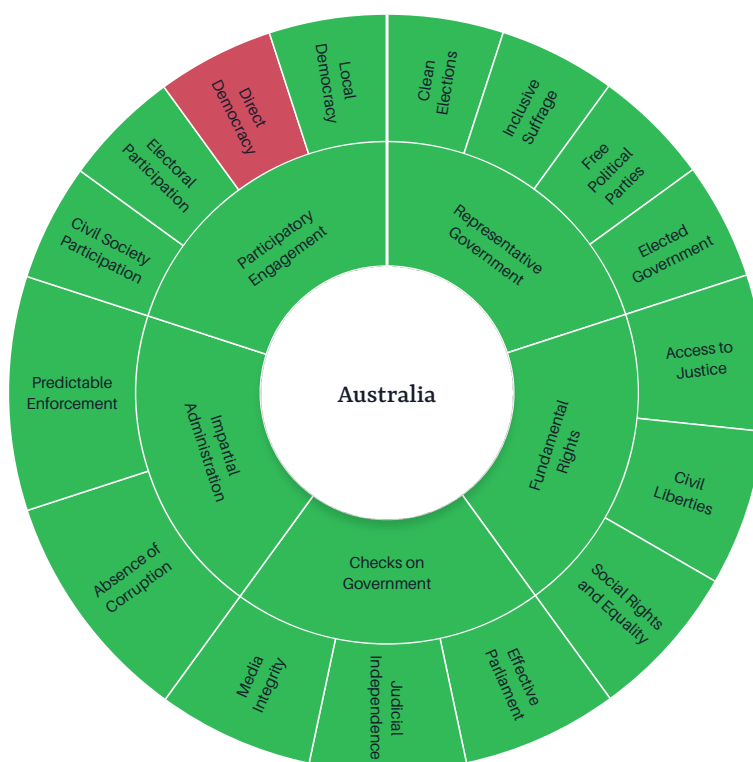 Local
Democracy
Clean
Elections
Direct
Democracy
Inclusive
Suffrage
Electoral
Participation
Free
Political
Parties
Civil Society
Participation
Participatory
Engagement
Representative
Government
Elected
Government
Predictable
Enforcement
Australia
Access to
Justice
Impartial
Administration
Fundamental
Rights
Civil
Liberties
Absence of
Corruption
Checks on
Government
Social Rights
and Equality
Media
Integrity
Judicial
Independence
Effective
Parliament